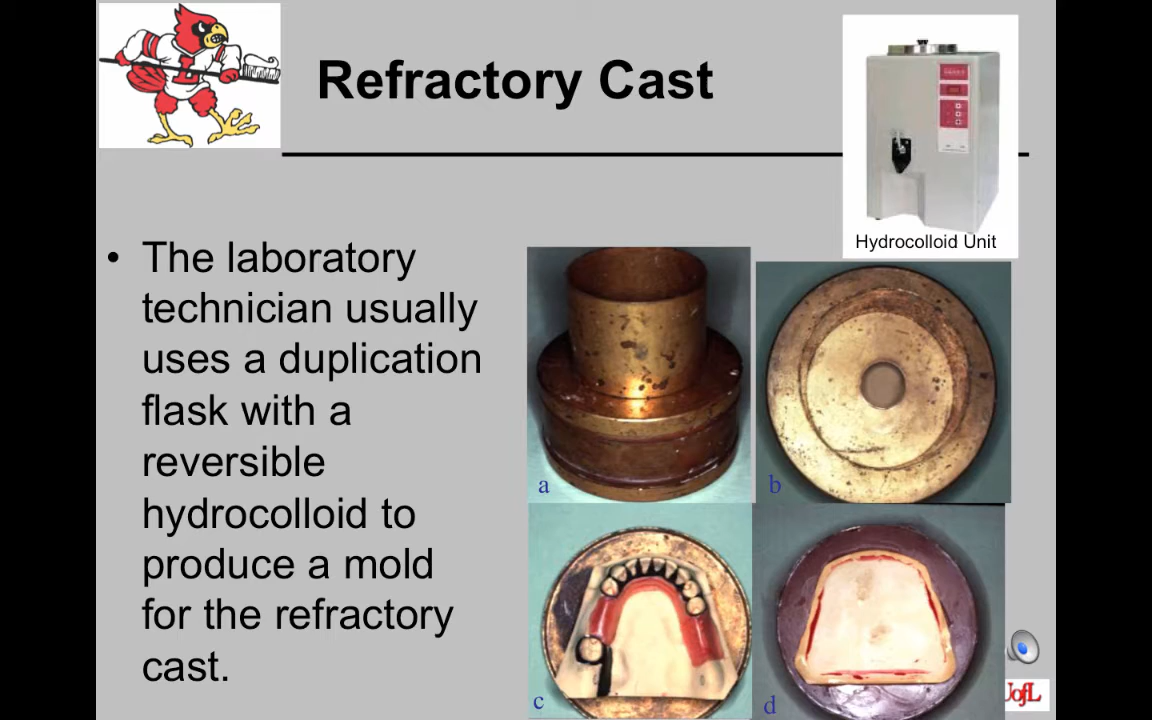 Refractory Cast
Hydrocolloid Unit
• The laboratory
technician usually
uses a duplication
flask with a
reversible
hydrocolloid to
produce a mold
for the refractory
cast.
a
b
c
d
UofL